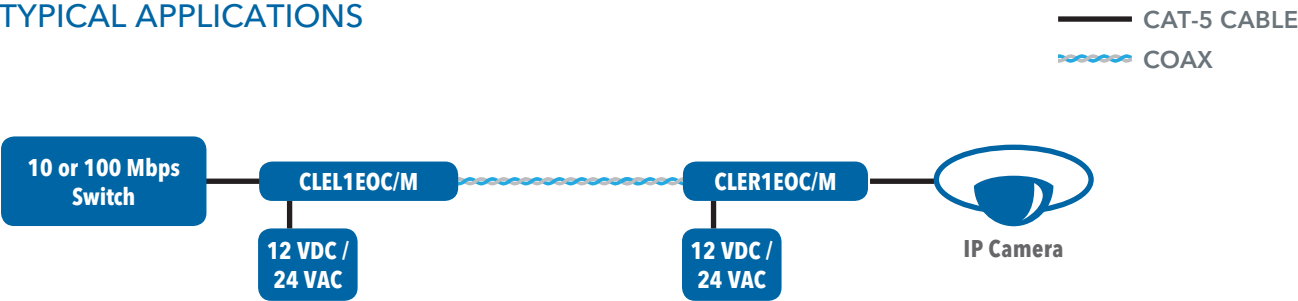 TYPICAL APPLICATIONS
CAT-5 CABLE
COAX
10 or 100 Mbps
Switch
CLEL1EOC/M
CLER1EOC/M
12 VDC /
24 VAC
12 VDC /
24 VAC
IP Camera